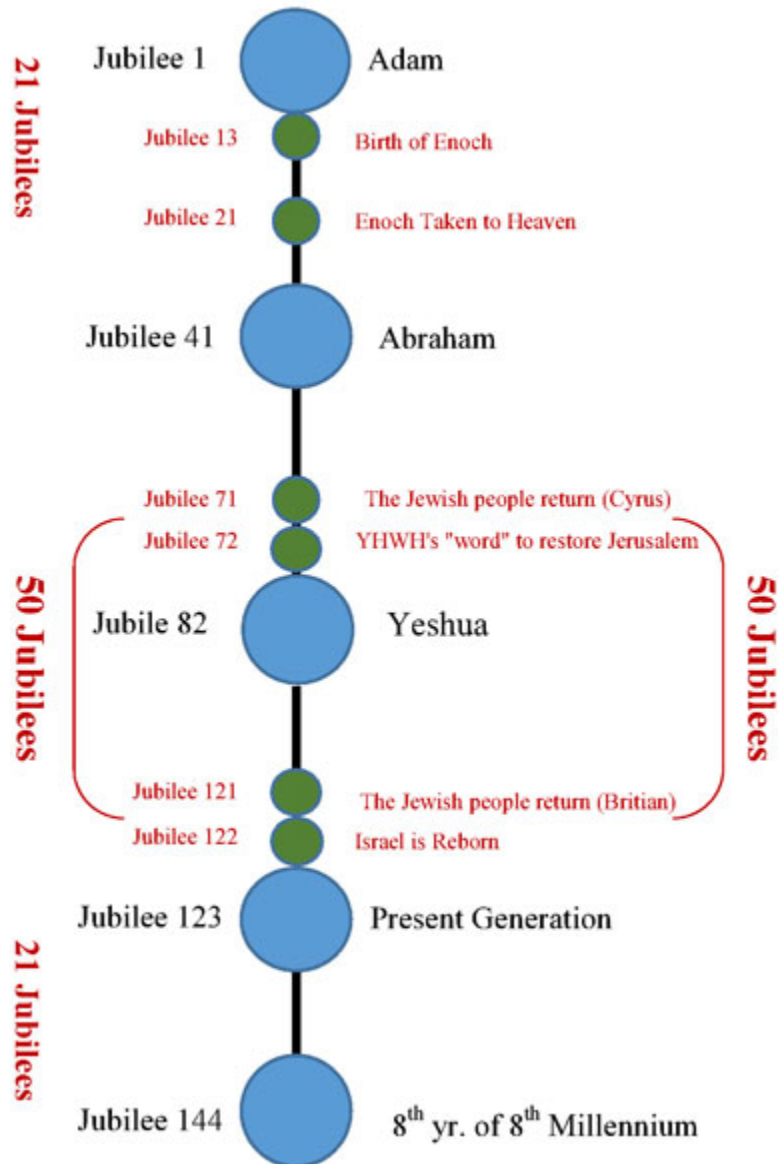 21 Jubilees
Jubilee 1 Adam
Jubilee 13 Birth of Enoch
Jubilee 21 Enoch Taken to Heaven
Jubilee 41 Abraham
50 Jubilees
50 Jubilees
Jubilee 71 The Jewish people return (Cyrus)
Jubilee 72 YHWH's "word" to restore Jerusalem
Jubile 82 Yeshua
Jubilee 121 The Jewish people return (Britian)
Jubilee 122 Israel is Reborn
21 Jubilees
Jubilee 123 Present Generation
Jubilee 144 8th yr. of 8th Millennium